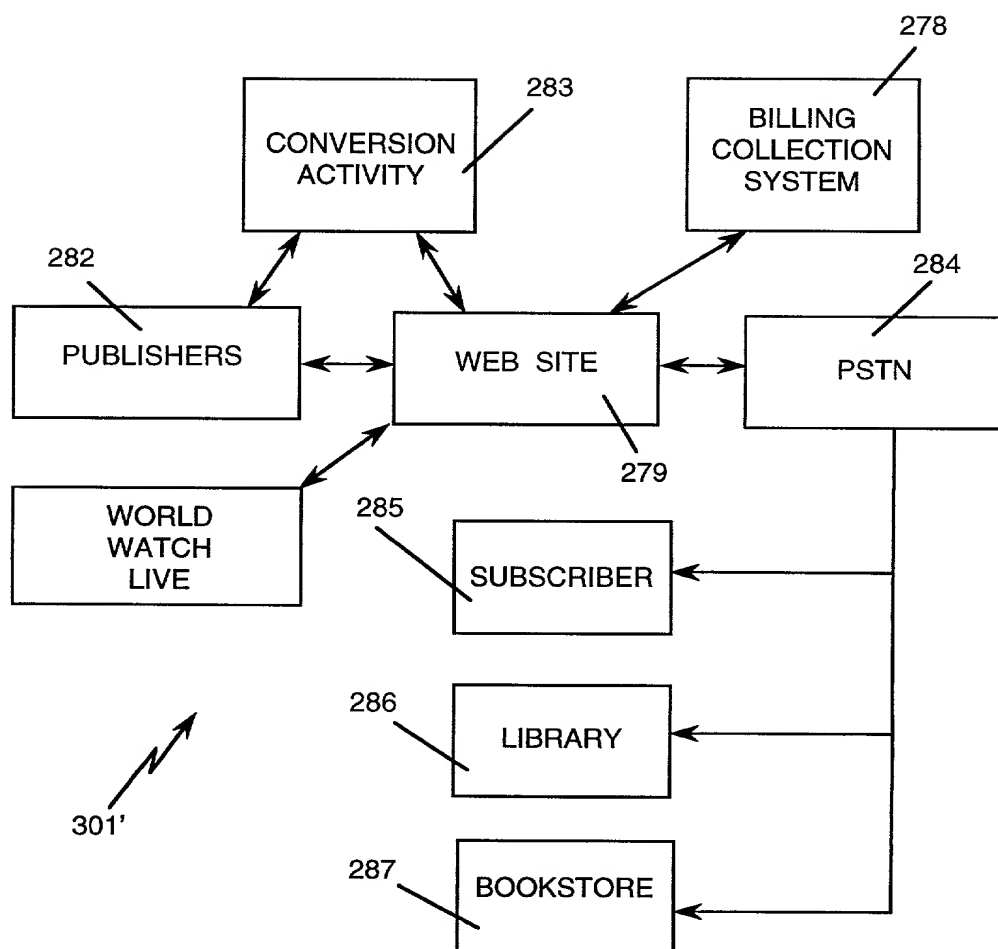 278
283
CONVERSION
ACTIVITY
BILLING
COLLECTION
SYSTEM
282
284
PUBLISHERS
WEB SITE
PSTN
279
WORLD
WATCH
LIVE
285
SUBSCRIBER
286
LIBRARY
301’
287
BOOKSTORE